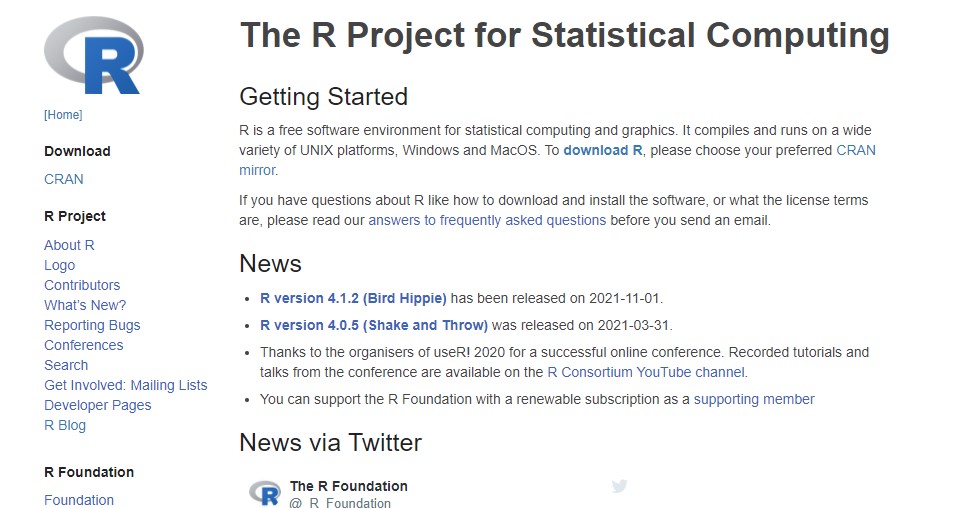 R
[Home]
Download
CRAN
R Project
About R
Logo
Contributors
What's New?
Reporting Bugs
Conferences
Search
Get Involved: Mailing Lists
Developer Pages
R Blog
R Foundation
Foundation
The R Project for Statistical Computing
Getting Started
R is a free software environment for statistical computing and graphics. It compiles and runs on a wide
variety of UNIX platforms, Windows and MacOS. To download R, please choose your preferred CRAN
mirror.
If you have questions about R like how to download and install the software, or what the license terms
are, please read our answers to frequently asked questions before you send an email.
News
• R version 4.1.2 (Bird Hippie) has been released on 2021-11-01.
• R version 4.0.5 (Shake and Throw) was released on 2021-03-31.
• Thanks to the organisers of useR! 2020 for a successful online conference. Recorded tutorials and
talks from the conference are available on the R Consortium YouTube channel.
• You can support the R Foundation with a renewable subscription as a supporting member
News via Twitter
R
The R Foundation
@_R_Foundation